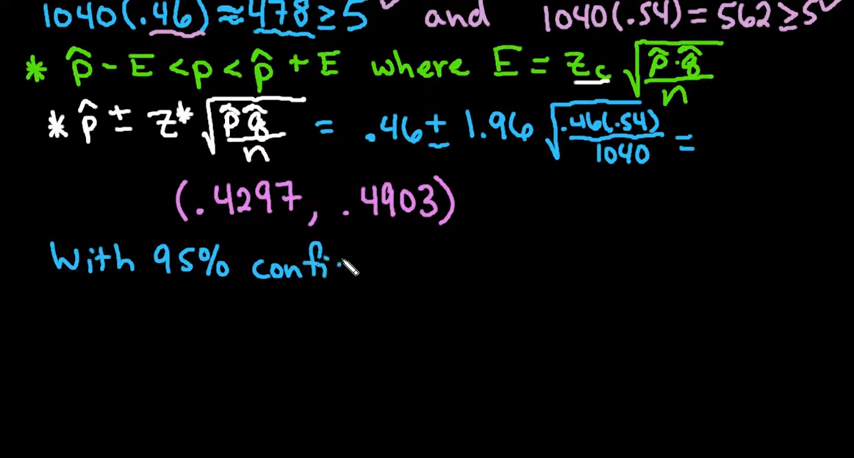 1040(.46) ≈ 478 ≥ 5 and 1040(.54) = 562 ≥ 5 ✓
* p̂ - E < p < p̂ + E where E = z_c √(p̂·q̂/n)
* p̂ ± z* √(p̂q̂/n) = .46 ± 1.96 √(.46(.54)/1040) =
(.4297, .4903)
With 95% confi